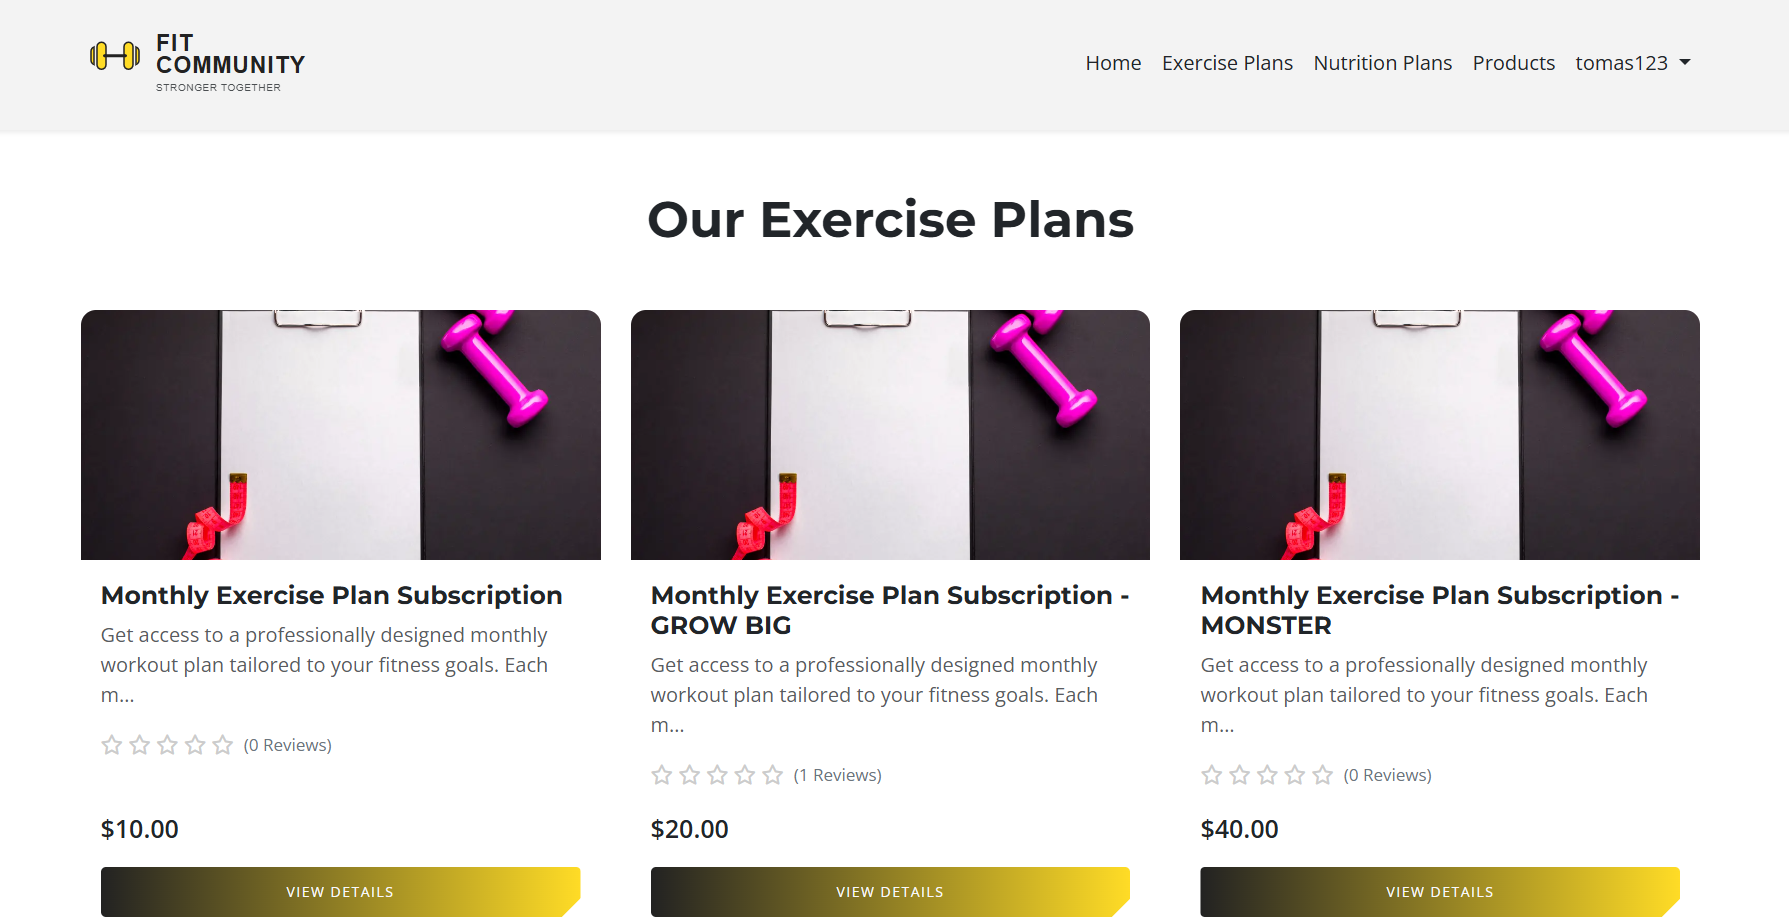 FIT
COMMUNITY
STRONGER TOGETHER
Home Exercise Plans Nutrition Plans Products tomas123
Our Exercise Plans
Monthly Exercise Plan Subscription
Get access to a professionally designed monthly
workout plan tailored to your fitness goals. Each
m...
(0 Reviews)
$10.00
VIEW DETAILS
Monthly Exercise Plan Subscription -
GROW BIG
Get access to a professionally designed monthly
workout plan tailored to your fitness goals. Each
m...
(1 Reviews)
$20.00
VIEW DETAILS
Monthly Exercise Plan Subscription -
MONSTER
Get access to a professionally designed monthly
workout plan tailored to your fitness goals. Each
m...
(0 Reviews)
$40.00
VIEW DETAILS